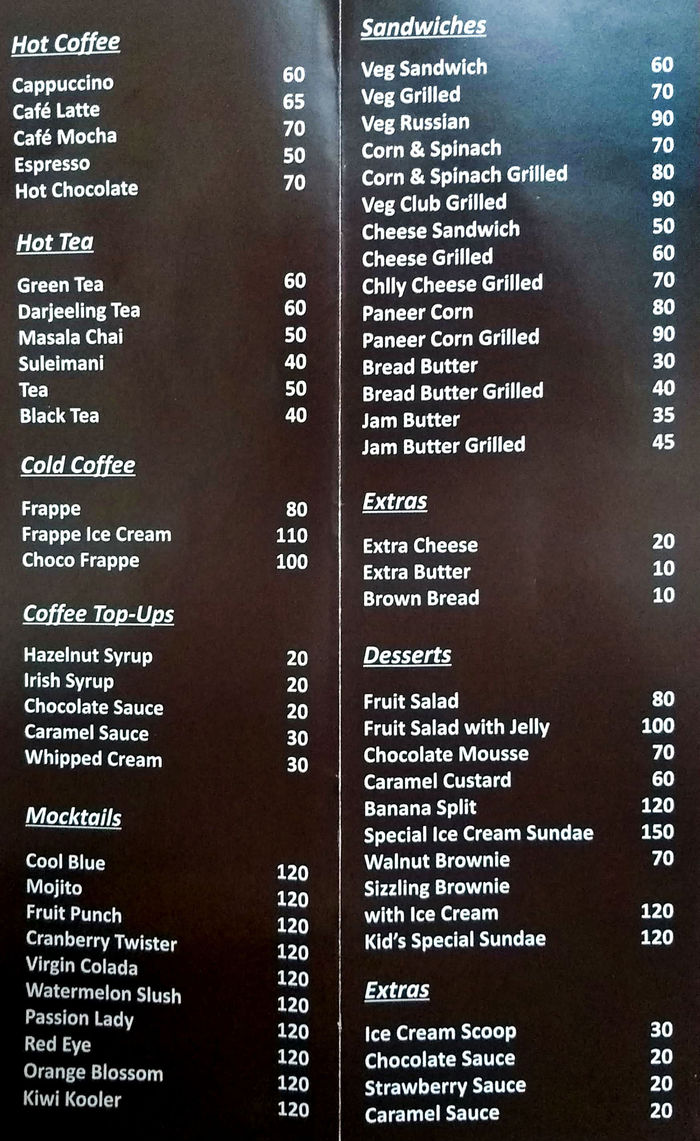 Hot Coffee
Cappuccino 60
Café Latte 65
Café Mocha 70
Espresso 50
Hot Chocolate 70
Hot Tea
Green Tea 60
Darjeeling Tea 60
Masala Chai 50
Suleimani 40
Tea 50
Black Tea 40
Cold Coffee
Frappe 80
Frappe Ice Cream 110
Choco Frappe 100
Coffee Top-Ups
Hazelnut Syrup 20
Irish Syrup 20
Chocolate Sauce 20
Caramel Sauce 30
Whipped Cream 30
Mocktails
Cool Blue 120
Mojito 120
Fruit Punch 120
Cranberry Twister 120
Virgin Colada 120
Watermelon Slush 120
Passion Lady 120
Red Eye 120
Orange Blossom 120
Kiwi Kooler 120
Sandwiches
Veg Sandwich 60
Veg Grilled 70
Veg Russian 90
Corn & Spinach 70
Corn & Spinach Grilled 80
Veg Club Grilled 90
Cheese Sandwich 50
Cheese Grilled 60
Chlly Cheese Grilled 70
Paneer Corn 80
Paneer Corn Grilled 90
Bread Butter 30
Bread Butter Grilled 40
Jam Butter 35
Jam Butter Grilled 45
Extras
Extra Cheese 20
Extra Butter 10
Brown Bread 10
Desserts
Fruit Salad 80
Fruit Salad with Jelly 100
Chocolate Mousse 70
Caramel Custard 60
Banana Split 120
Special Ice Cream Sundae 150
Walnut Brownie 70
Sizzling Brownie
with Ice Cream 120
Kid's Special Sundae 120
Extras
Ice Cream Scoop 30
Chocolate Sauce 20
Strawberry Sauce 20
Caramel Sauce 20